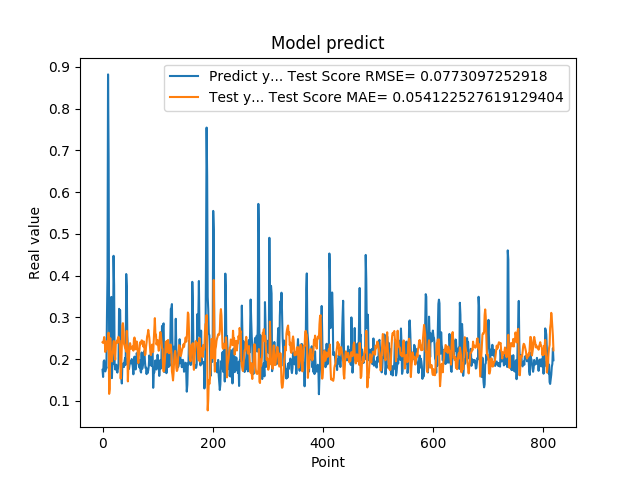 Model predict
Predict y... Test Score RMSE= 0.0773097252918
Test y... Test Score MAE= 0.054122527619129404
0.9
0.8
0.7
0.6
0.5
0.4
0.3
0.2
0.1
Real value
0 200 400 600 800
Point